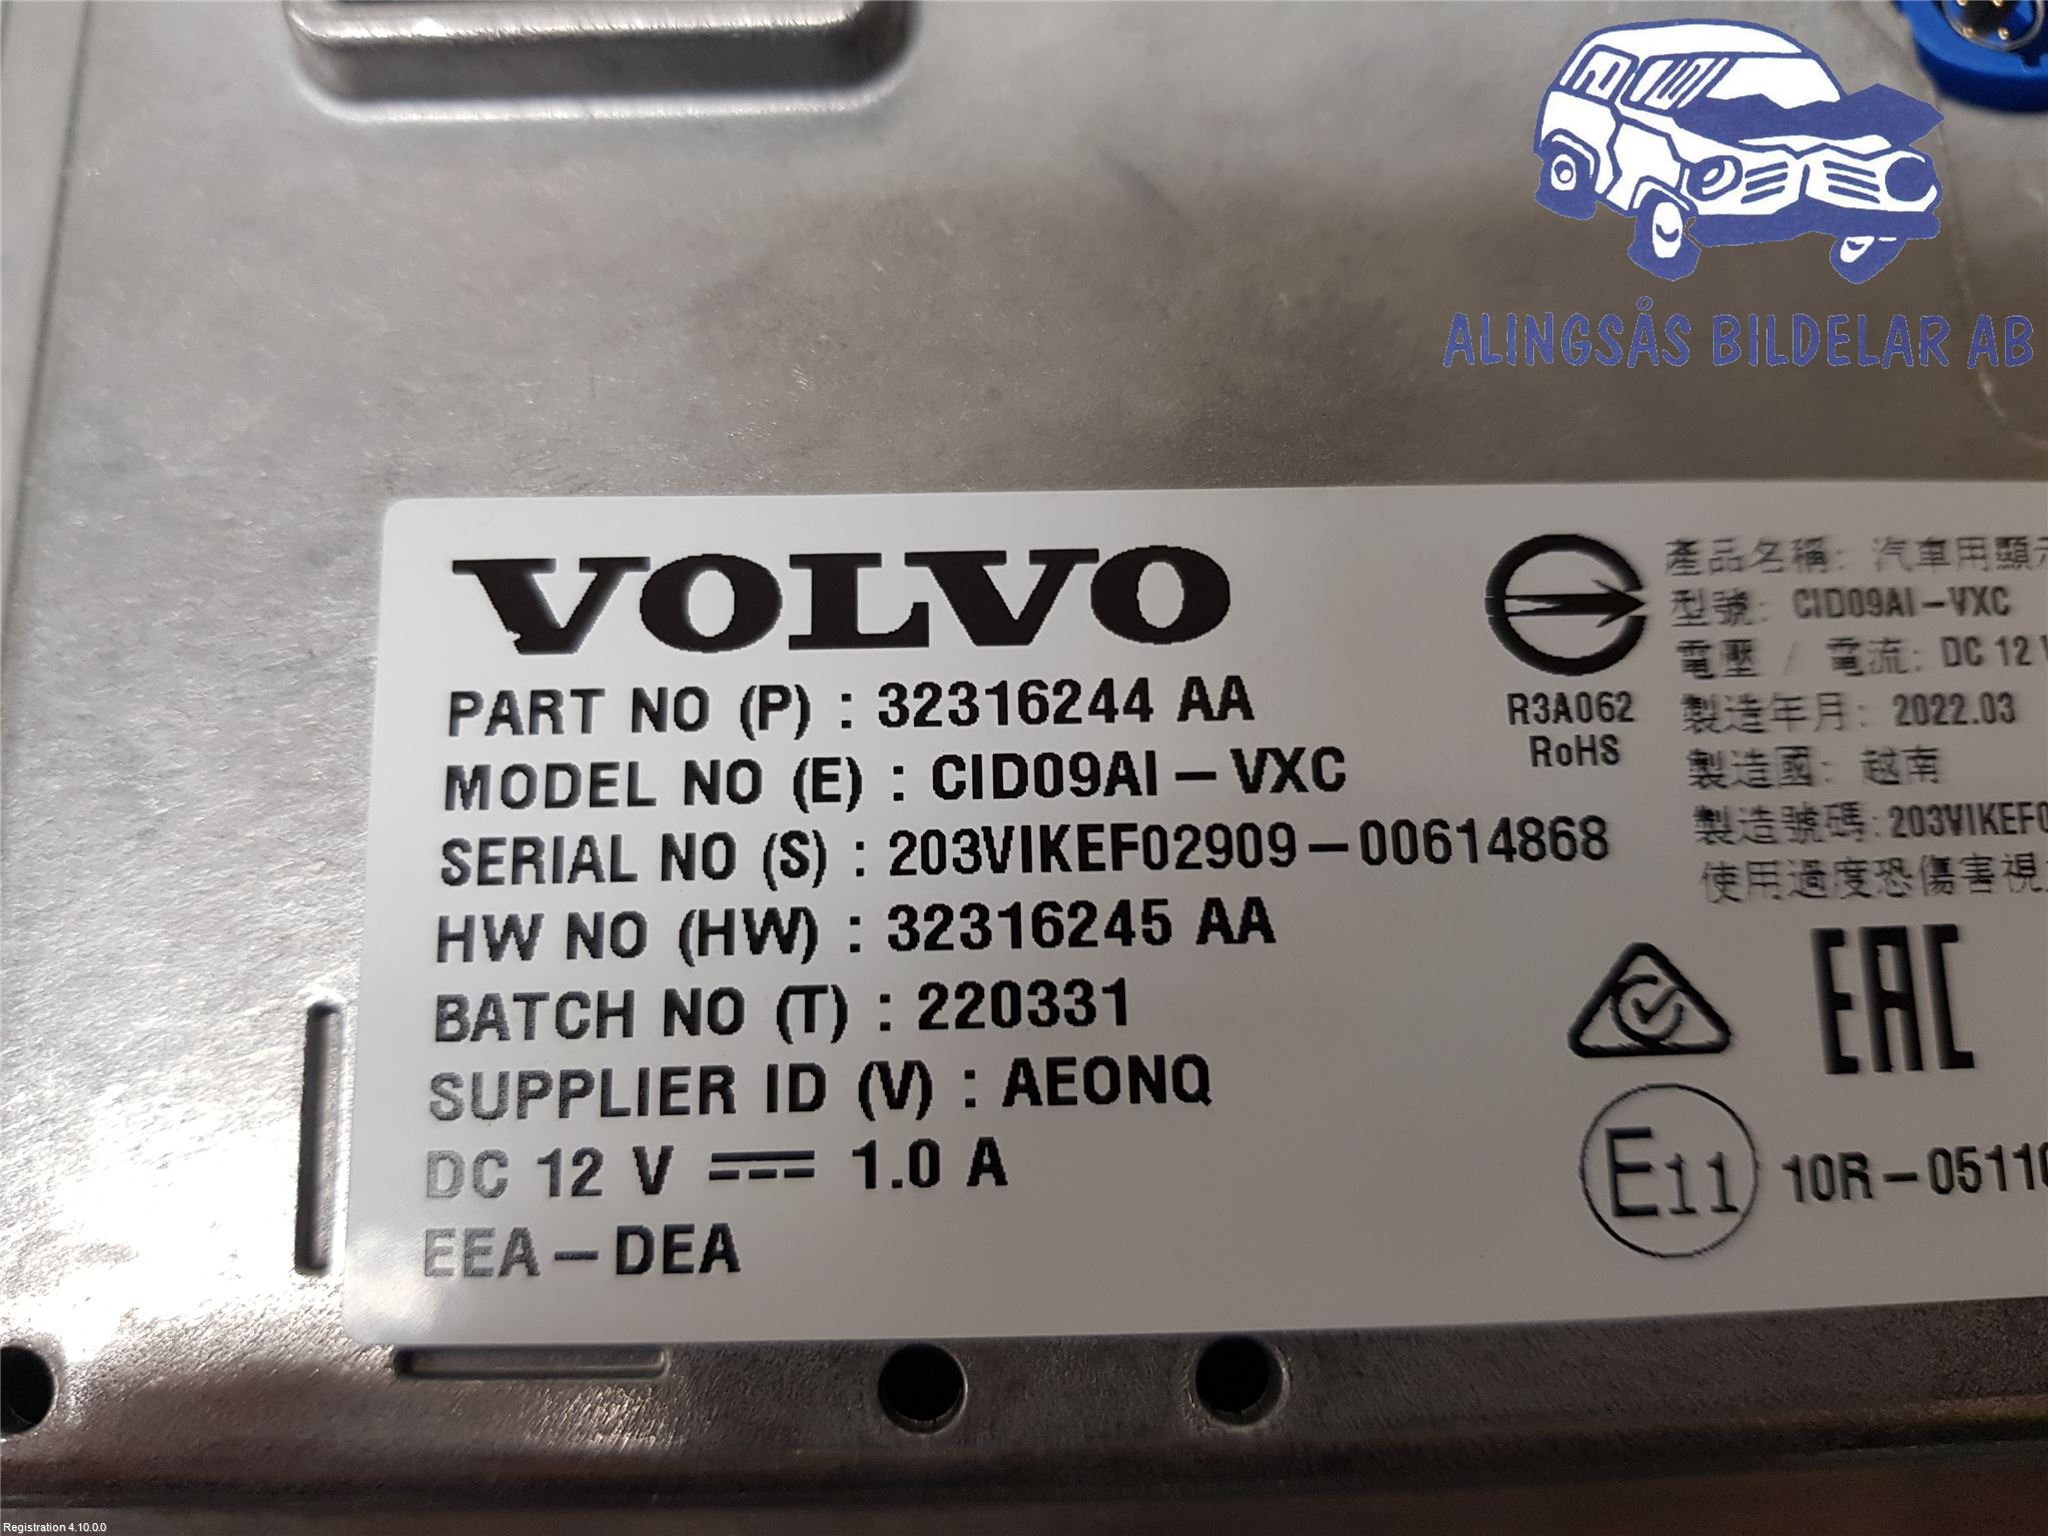 ALINGSÅS BILDELAR AB
VOLVO
PART NO (P) : 32316244 AA
MODEL NO (E) : CID09AI-VXC
SERIAL NO (S) : 203VIKEF02909-00614868
HW NO (HW) : 32316245 AA
BATCH NO (T) : 220331
SUPPLIER ID (V) : AEONQ
DC 12 V 1.0 A
EEA-DEA
R3A062
RoHS
產品名稱: 汽車用顯示
型號: CID09AI-VXC
電壓 / 電流: DC 12 V
製造年月: 2022.03
製造國: 越南
製造號碼: 203VIKEF0
使用過度恐傷害視
EAC
E11 10R-05110
Registration 4.10.0.0